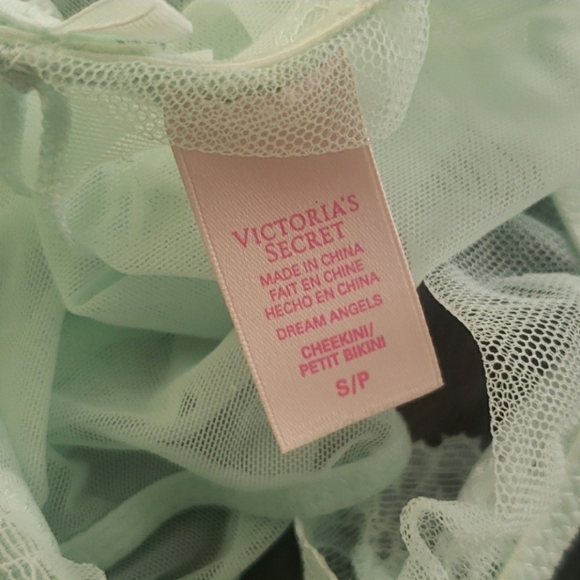 VICTORIA'S
SECRET
MADE IN CHINA
FAIT EN CHINE
HECHO EN CHINA
DREAM ANGELS
CHEEKINI/
PETIT BIKINI
S/P